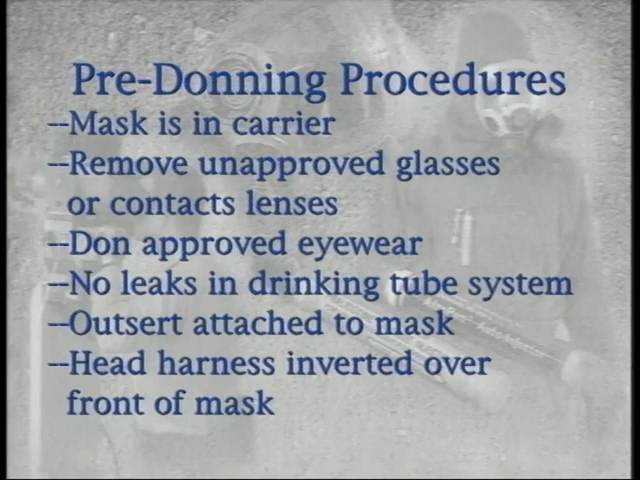 Pre-Donning Procedures
--Mask is in carrier
--Remove unapproved glasses
or contacts lenses
--Don approved eyewear
--No leaks in drinking tube system
--Outsert attached to mask
--Head harness inverted over
front of mask